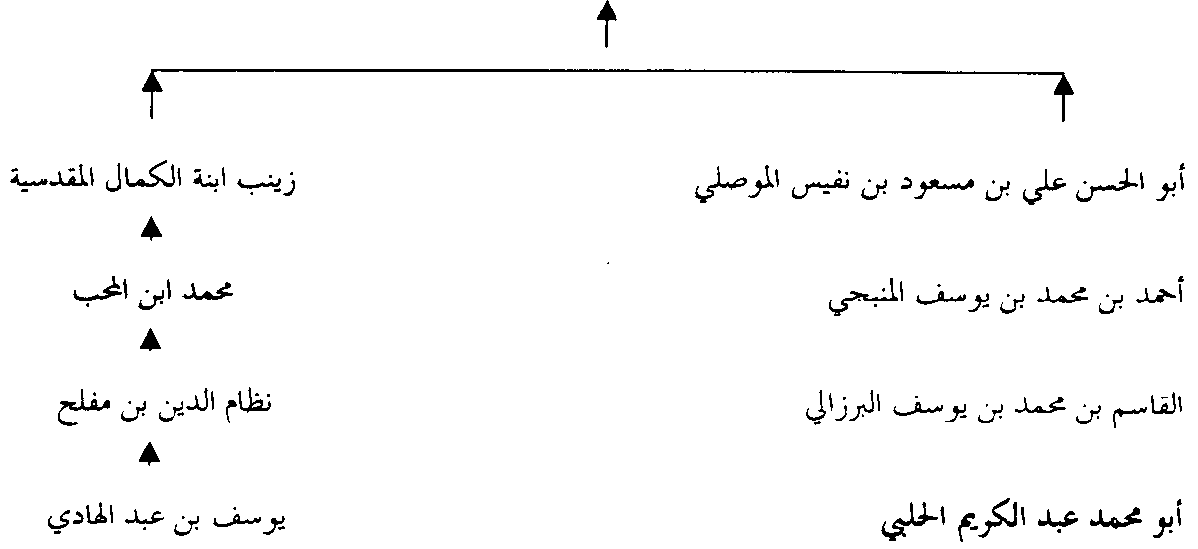 أبو الحسن علي بن مسعود بن نفيس الموصلي
زينب ابنة الكمال المقدسية
أحمد بن محمد بن يوسف المنبجي
محمد ابن المحب
القاسم بن محمد بن يوسف البرزالي
نظام الدين بن مفلح
أبو محمد عبد الكريم الحلبي
يوسف بن عبد الهادي